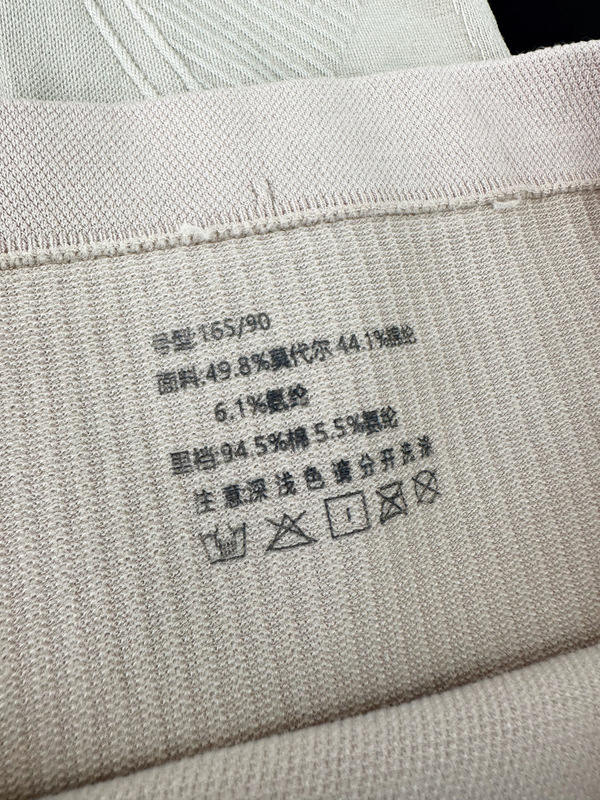 号型:165/90
面料:49.8%莫代尔 44.1%锦纶
6.1%氨纶
里裆:94.5%棉 5.5%氨纶
注意深浅色请分开洗涤